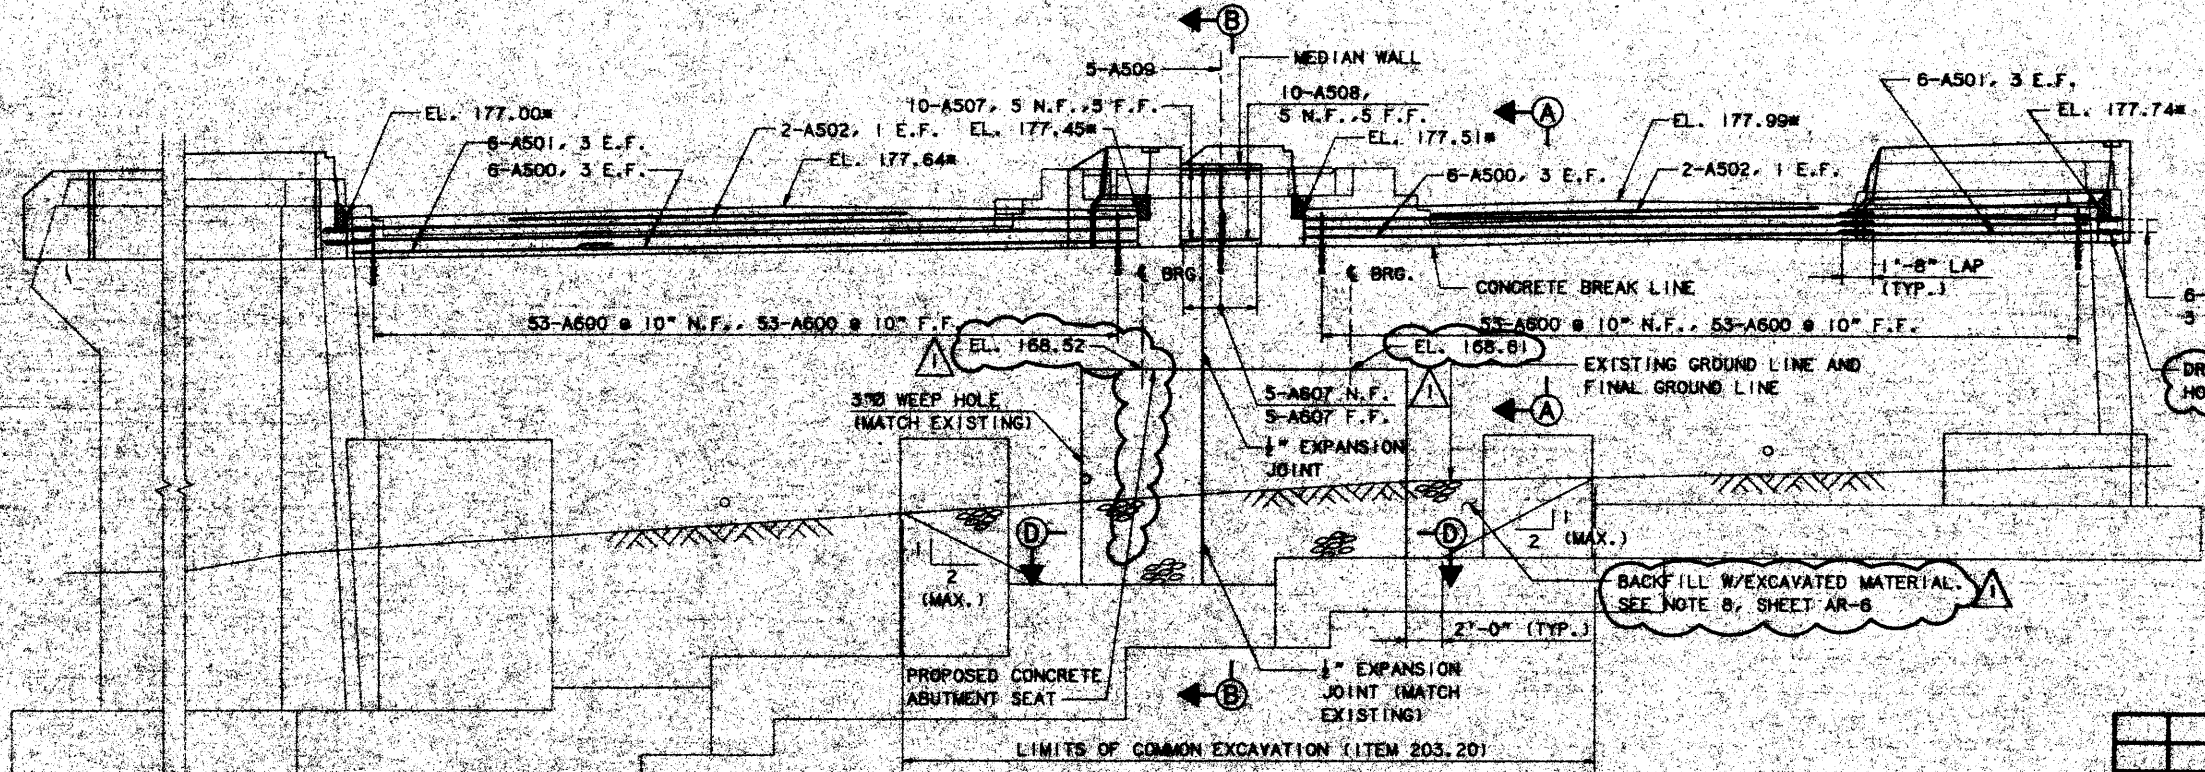 B
5-A509
MEDIAN WALL
EL. 177.00*
6-A501, 3 E.F.
6-A500, 3 E.F.
2-A502, 1 E.F.
EL. 177.64*
10-A507, 5 N.F., 5 F.F.
EL. 177.45*
10-A508,
5 N.F., 5 F.F.
EL. 177.51*
A
6-A500, 3 E.F.
EL. 177.99*
2-A502, 1 E.F.
6-A501, 3 E.F.
EL. 177.74*
℄ BRG.
℄ BRG.
CONCRETE BREAK LINE
1'-8" LAP
(TYP.)
6-
3
53-A600 @ 10" N.F., 53-A600 @ 10" F.F.
53-A600 @ 10" N.F., 53-A600 @ 10" F.F.
1
EL. 168.52
EL. 168.61
1
EXISTING GROUND LINE AND
FINAL GROUND LINE
DR
HO
3"Ø WEEP HOLE
(MATCH EXISTING)
5-A607 N.F.
5-A607 F.F.
A
EXPANSION
JOINT
D
D
1
2
(MAX.)
1
2
(MAX.)
BACKFILL W/EXCAVATED MATERIAL.
SEE NOTE 8, SHEET AR-6
1
2'-0" (TYP.)
PROPOSED CONCRETE
ABUTMENT SEAT
B
EXPANSION
JOINT (MATCH
EXISTING)
LIMITS OF COMMON EXCAVATION (ITEM 203.20)